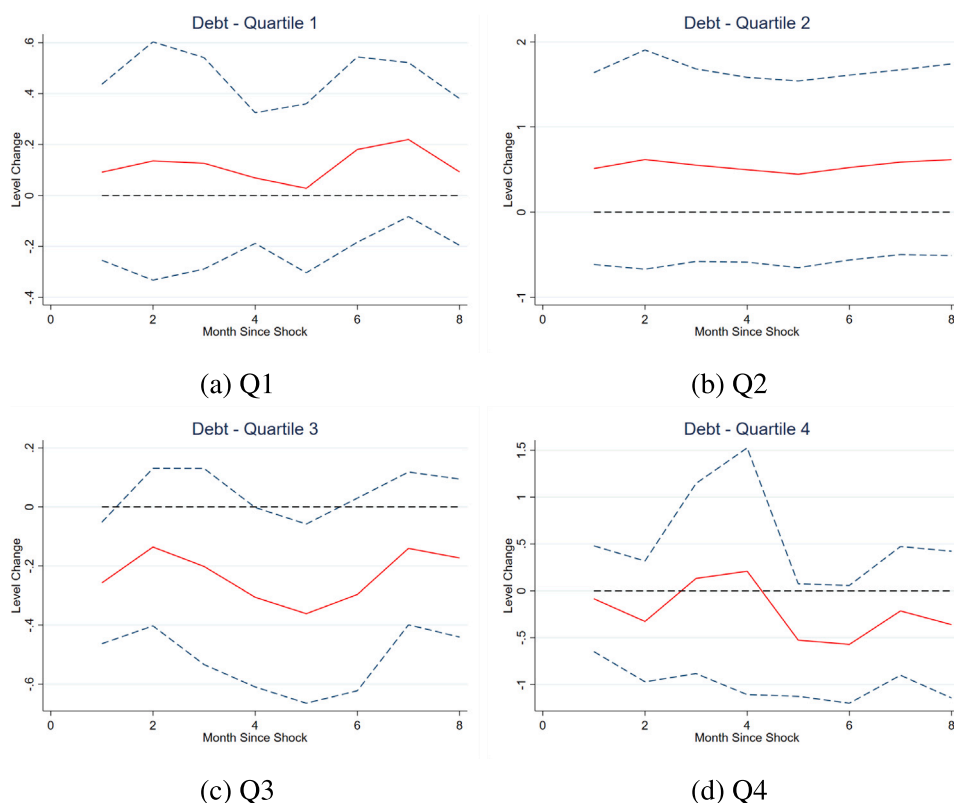 Debt - Quartile 1
Level Change
.6
.4
.2
0
-.2
-.4
0 2 4 6 8
Month Since Shock
(a) Q1
Debt - Quartile 2
Level Change
2
1
0
-1
0 2 4 6 8
Month Since Shock
(b) Q2
Debt - Quartile 3
Level Change
.2
0
-.2
-.4
-.6
0 2 4 6 8
Month Since Shock
(c) Q3
Debt - Quartile 4
Level Change
1.5
1
.5
0
-.5
-1
0 2 4 6 8
Month Since Shock
(d) Q4